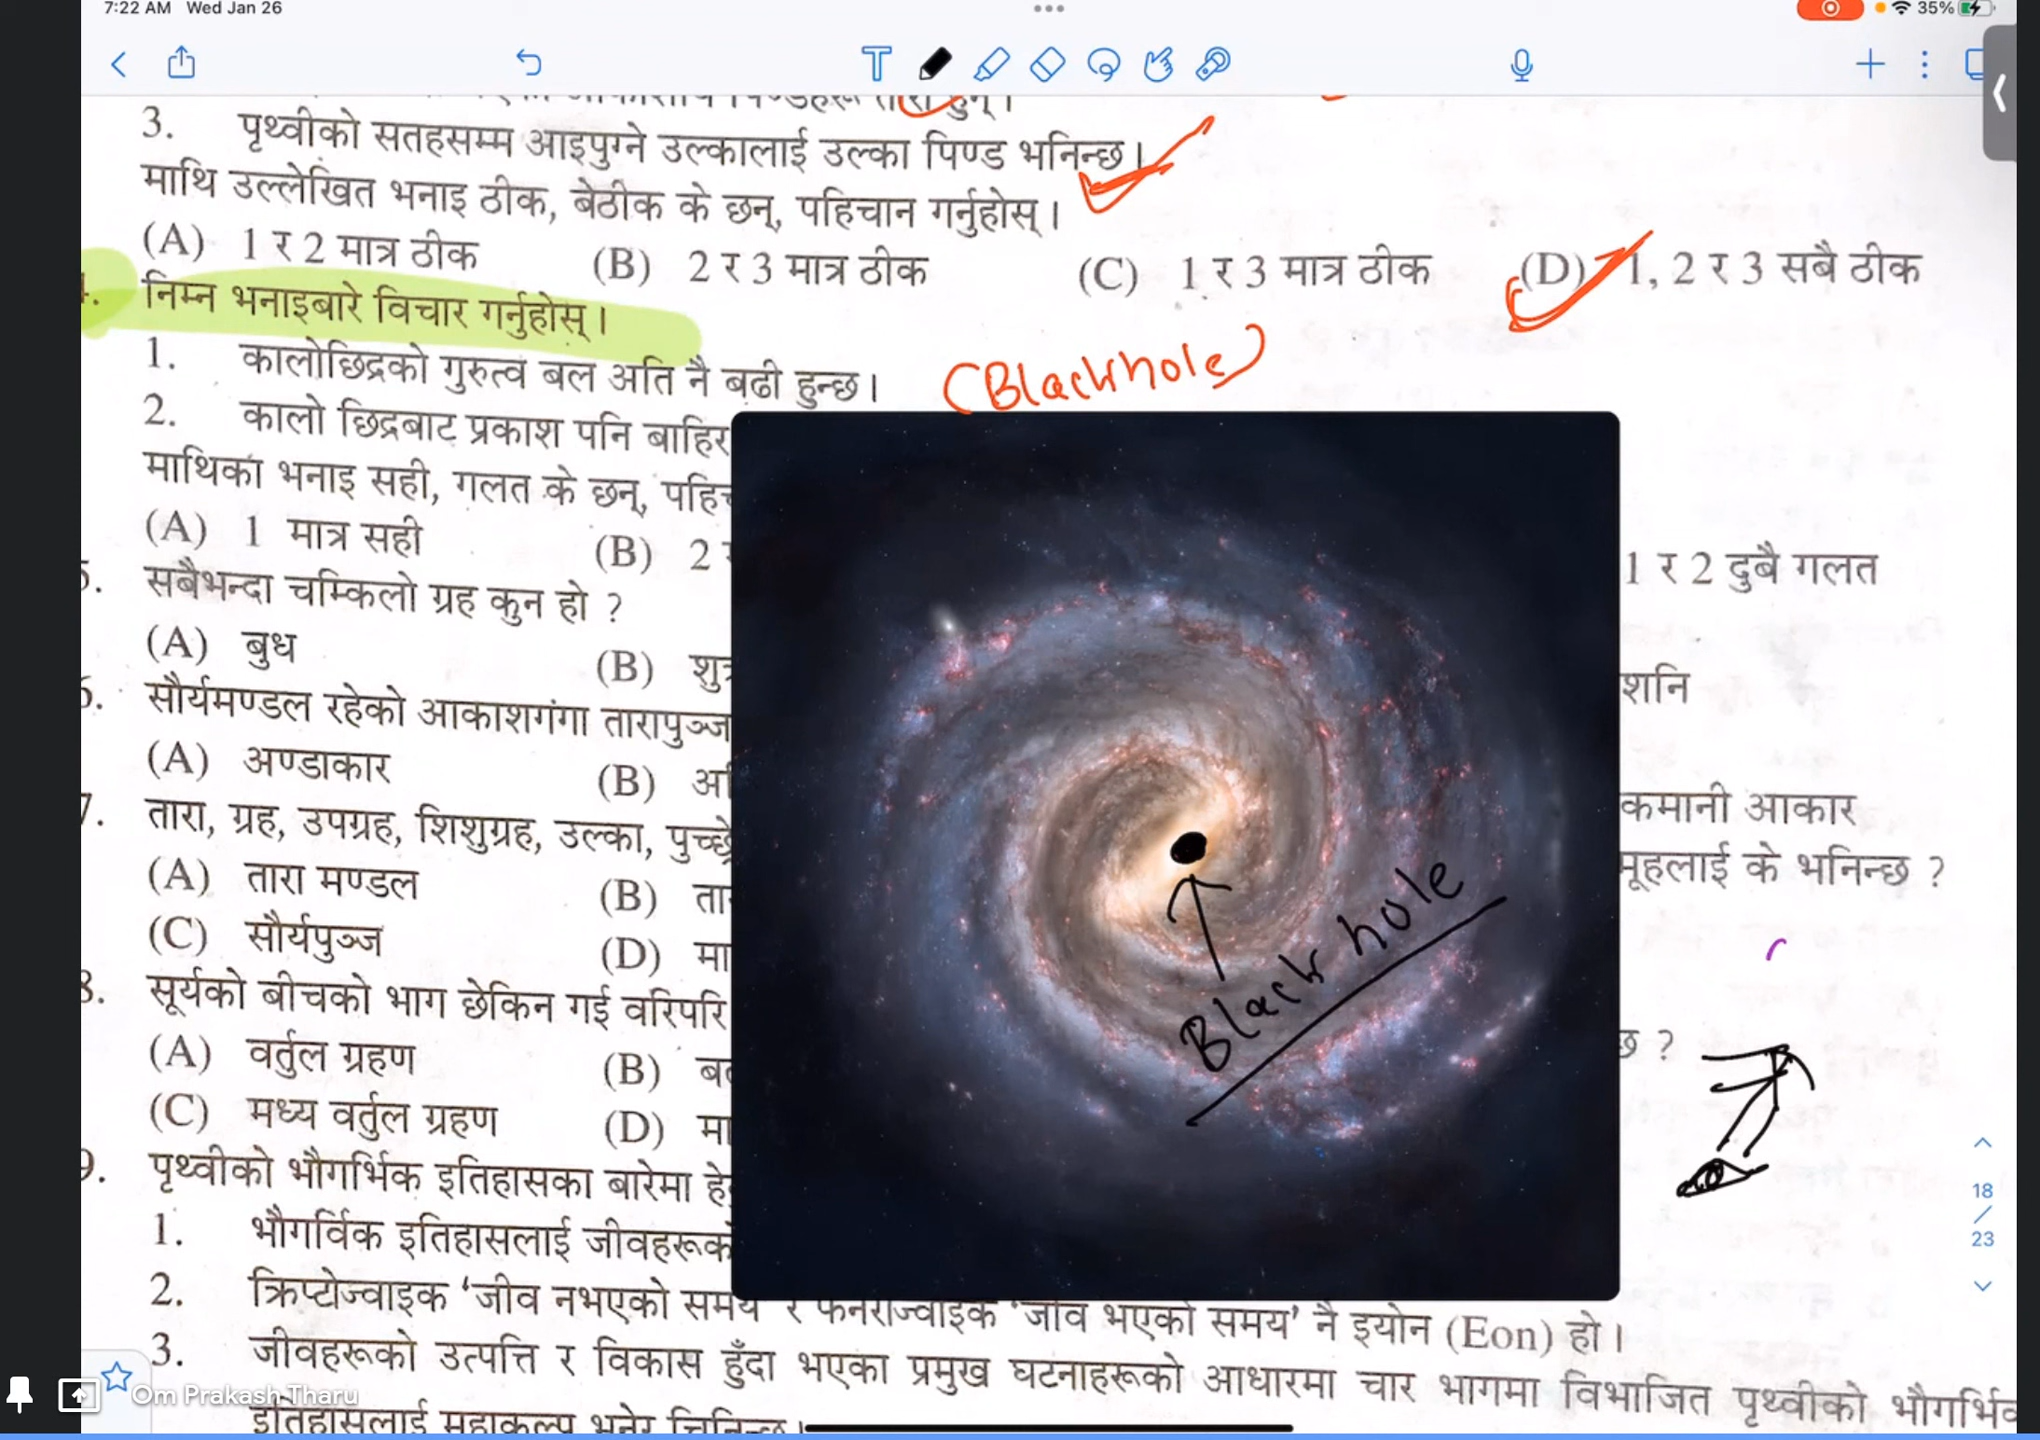 7:22 AM Wed Jan 26
35%
3. पृथ्वीको सतहसम्म आइपुग्ने उल्कालाई उल्का पिण्ड भनिन्छ।
माथि उल्लेखित भनाइ ठीक, बेठीक के छन्, पहिचान गर्नुहोस्।
(A) 1 र 2 मात्र ठीक (B) 2 र 3 मात्र ठीक (C) 1 र 3 मात्र ठीक (D) 1, 2 र 3 सबै ठीक
निम्न भनाइबारे विचार गर्नुहोस्।
1. कालोछिद्रको गुरुत्व बल अति नै बढी हुन्छ। (Blackhole)
2. कालो छिद्रबाट प्रकाश पनि बाहिर
माथिका भनाइ सही, गलत के छन्,
(A) 1 मात्र सही (B) 2 1 र 2 दुबै गलत
सबैभन्दा चम्किलो ग्रह कुन हो ?
(A) बुध (B) शनि
सौर्यमण्डल रहेको आकाशगंगा तारापुञ्ज
(A) अण्डाकार (B) कमानी आकार
7. तारा, ग्रह, उपग्रह, शिशुग्रह, उल्का, के भनिन्छ ?
(A) तारा मण्डल (B)
(C) सौर्यपुञ्ज (D)
Black hole
8. सूर्यको बीचको भाग छेकिन गई वरिपरि ?
(A) वर्तुल ग्रहण (B)
(C) मध्य वर्तुल ग्रहण (D)
9. पृथ्वीको भौगर्भिक इतिहासका बारेमा
1. भौगर्विक इतिहासलाई
2. क्रिप्टोज्वाइक ‘जीव नभएको समय र फनेरोज्वाइक ‘जीव भएको समय’ नै इयोन (Eon) हो।
3. जीवहरूको उत्पत्ति र विकास हुँदा भएका प्रमुख घटनाहरूको आधारमा चार भागमा विभाजित पृथ्वीको
इतिहासलाई महाकल्प भनेर चिनिन्छ।
18
/
23
Om Prakash Tharu